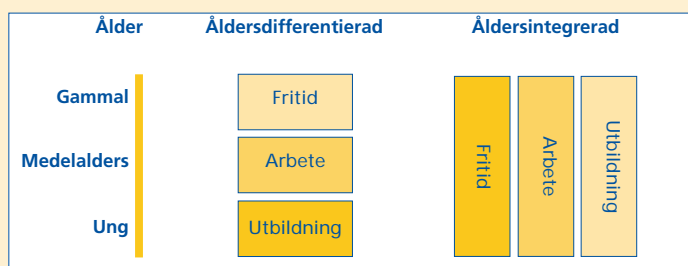 Ålder Åldersdifferentierad Åldersintegrerad
Gammal Fritid
Medelalders Arbete
Ung Utbildning
Fritid
Arbete
Utbildning